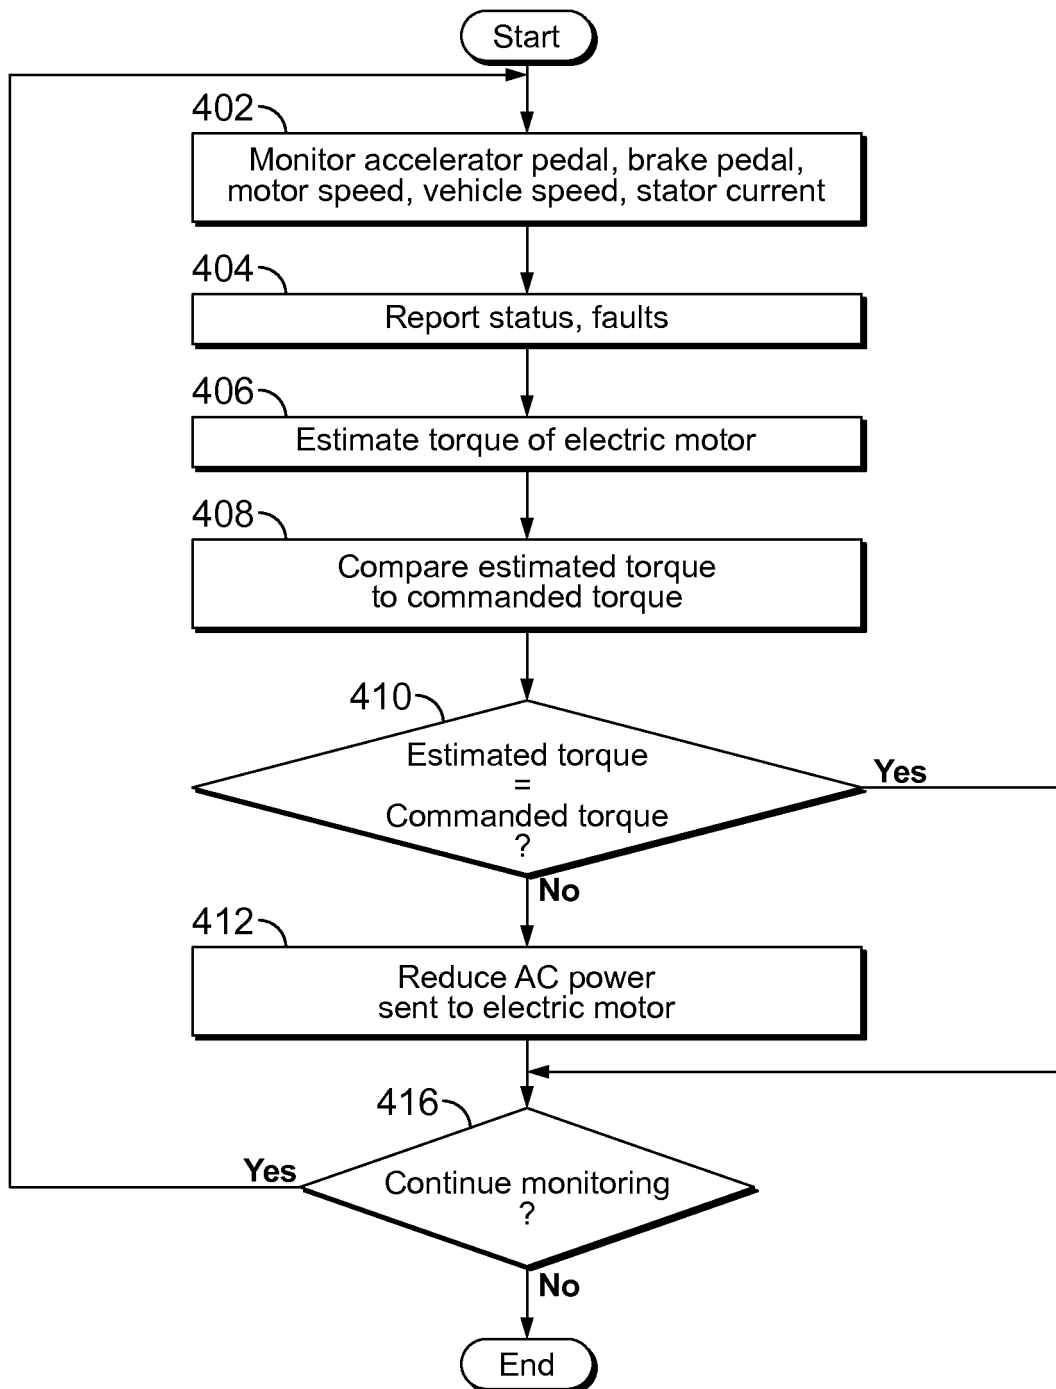 Start
402
Monitor accelerator pedal, brake pedal,
motor speed, vehicle speed, stator current
404
Report status, faults
406
Estimate torque of electric motor
408
Compare estimated torque
to commanded torque
410
Estimated torque
=
Commanded torque
?
Yes
No
412
Reduce AC power
sent to electric motor
416
Yes
Continue monitoring
?
No
End